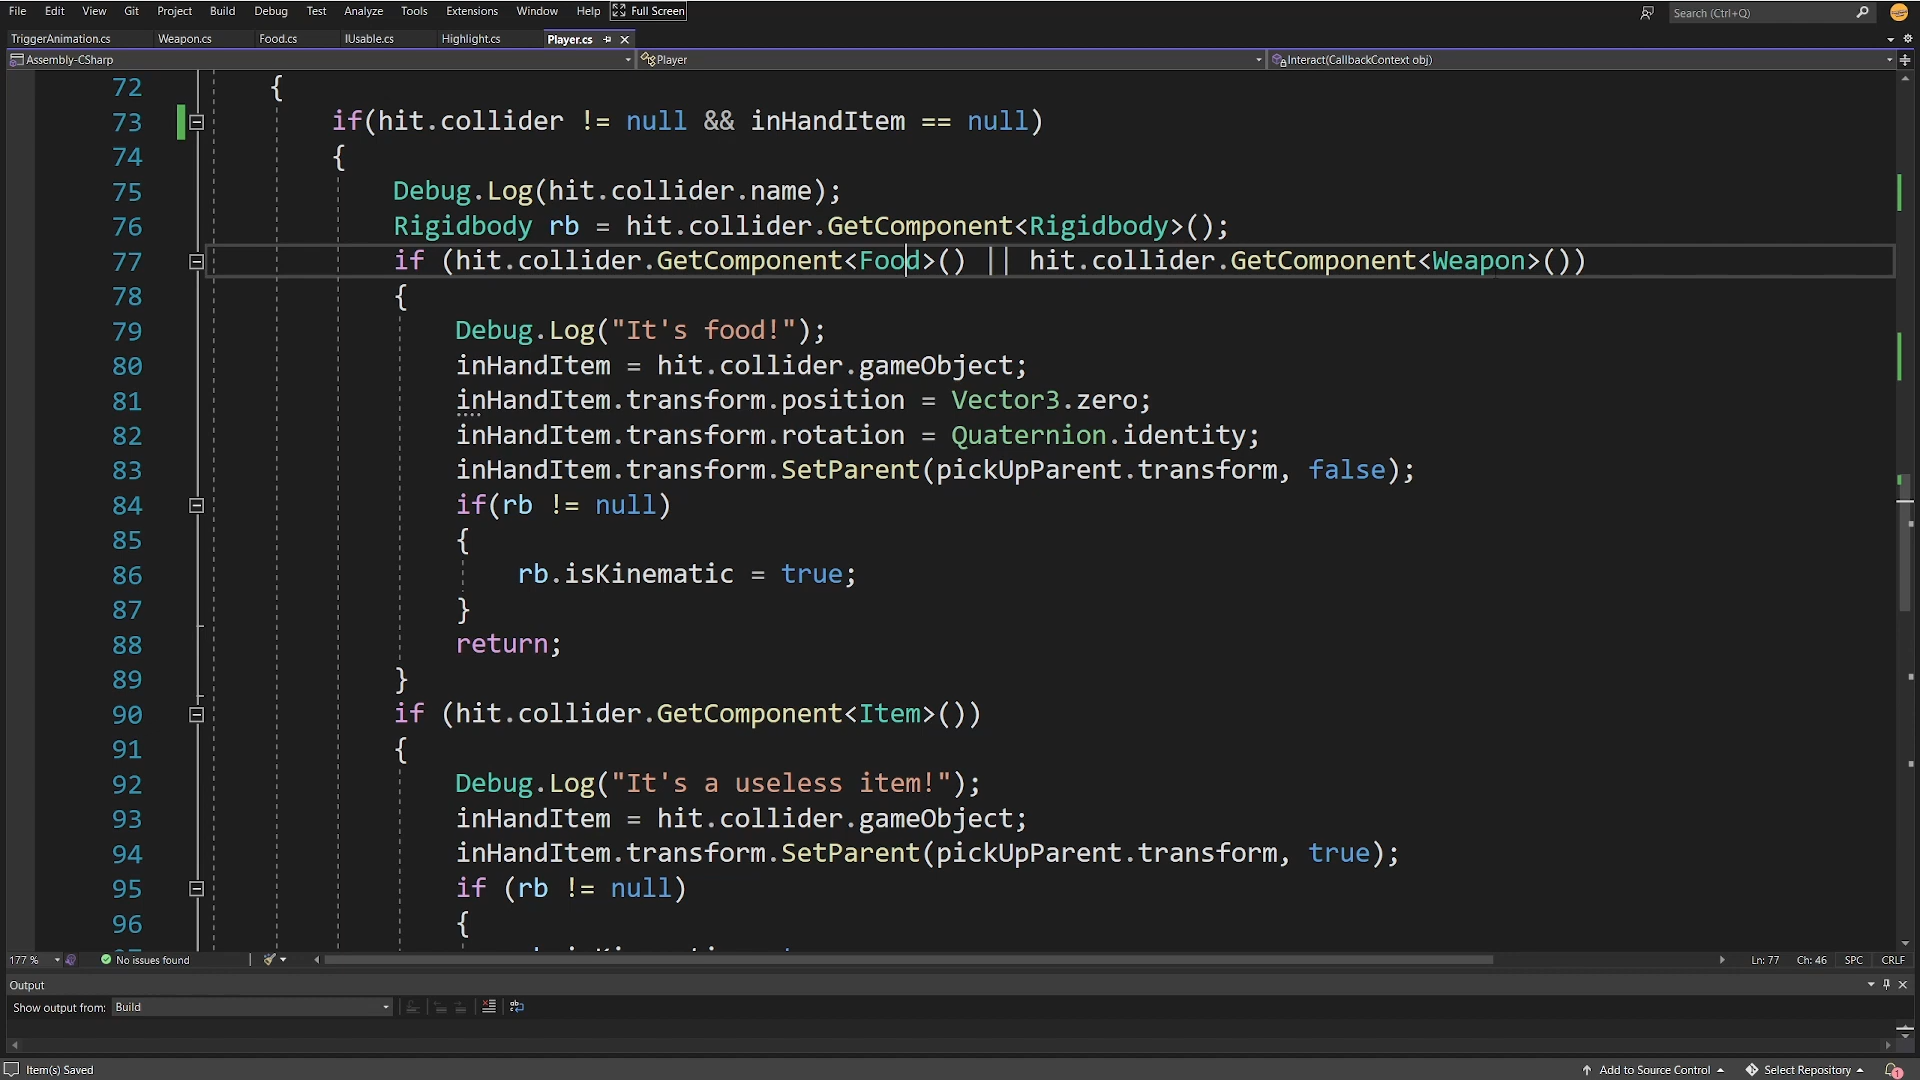 File Edit View Git Project Build Debug Test Analyze Tools Extensions Window Help Full Screen Search (Ctrl+Q)
TriggerAnimation.cs Weapon.cs Food.cs IUsable.cs Highlight.cs Player.cs
Assembly-CSharp Player Interact(CallbackContext obj)
72 {
73 if(hit.collider != null && inHandItem == null)
74 {
75 Debug.Log(hit.collider.name);
76 Rigidbody rb = hit.collider.GetComponent<Rigidbody>();
77 if (hit.collider.GetComponent<Food>() || hit.collider.GetComponent<Weapon>())
78 {
79 Debug.Log("It's food!");
80 inHandItem = hit.collider.gameObject;
81 inHandItem.transform.position = Vector3.zero;
82 inHandItem.transform.rotation = Quaternion.identity;
83 inHandItem.transform.SetParent(pickUpParent.transform, false);
84 if(rb != null)
85 {
86 rb.isKinematic = true;
87 }
88 return;
89 }
90 if (hit.collider.GetComponent<Item>())
91 {
92 Debug.Log("It's a useless item!");
93 inHandItem = hit.collider.gameObject;
94 inHandItem.transform.SetParent(pickUpParent.transform, true);
95 if (rb != null)
96 {
177 % No issues found Ln: 77 Ch: 46 SPC CRLF
Output
Show output from: Build
Item(s) Saved Add to Source Control Select Repository 1